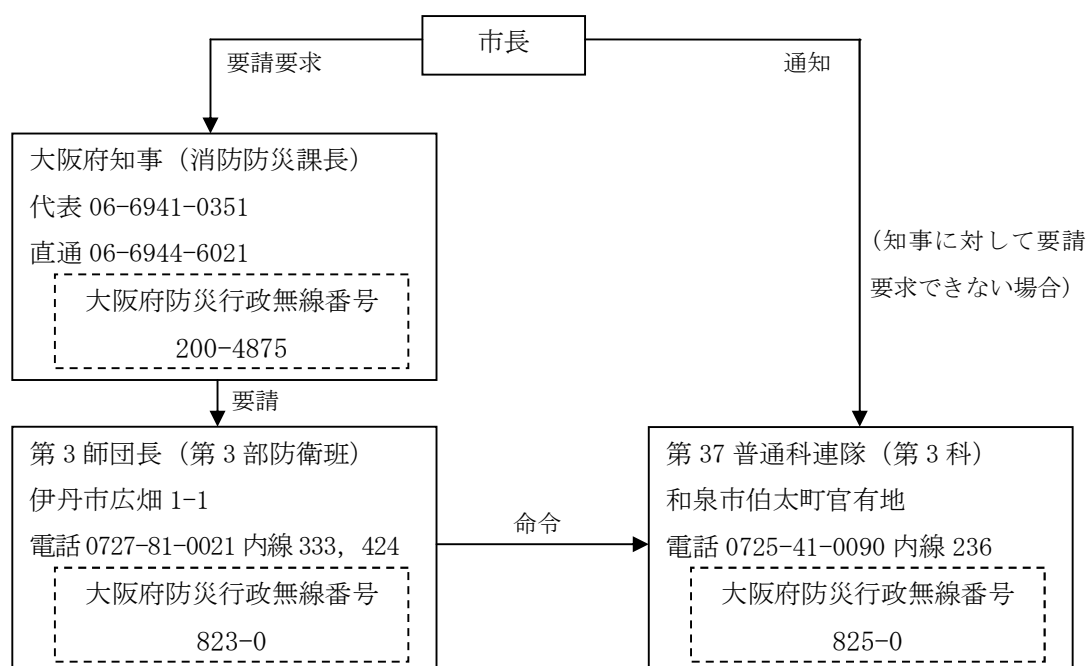 市長
要請要求
通知
大阪府知事（消防防災課長）
代表 06-6941-0351
直通 06-6944-6021
大阪府防災行政無線番号
200-4875
（知事に対して要請
要求できない場合）
要請
第 3 師団長（第 3 部防衛班）
伊丹市広畑 1-1
電話 0727-81-0021 内線 333，424
大阪府防災行政無線番号
823-0
命令
第 37 普通科連隊（第 3 科）
和泉市伯太町官有地
電話 0725-41-0090 内線 236
大阪府防災行政無線番号
825-0